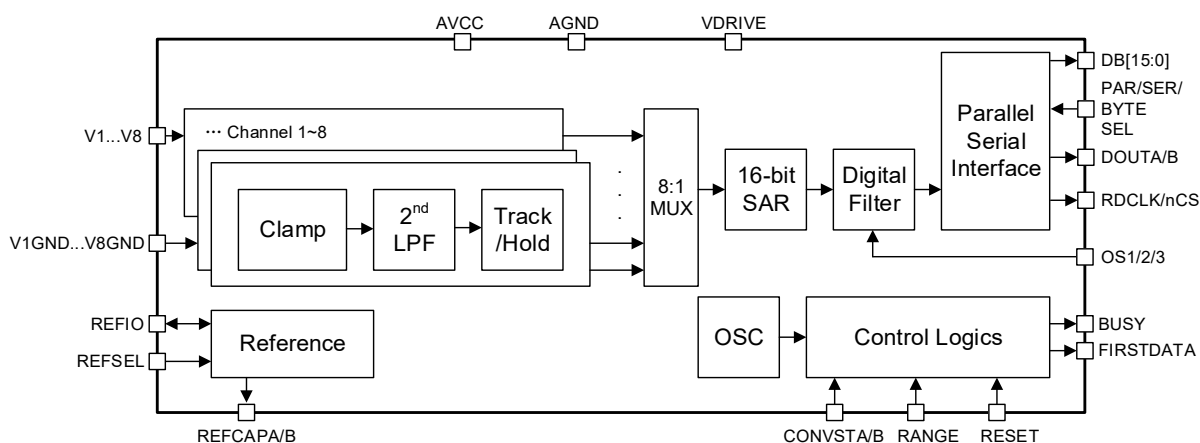 AVCC
AGND
VDRIVE
V1...V8
V1GND...V8GND
REFIO
REFSEL
··· Channel 1~8
Clamp
2nd
LPF
Track
/Hold
.
.
.
.
8:1
MUX
16-bit
SAR
Digital
Filter
Parallel
Serial
Interface
DB[15:0]
PAR/SER/
BYTE
SEL
DOUTA/B
RDCLK/nCS
OS1/2/3
Reference
OSC
Control Logics
BUSY
FIRSTDATA
REFCAPA/B
CONVSTA/B
RANGE
RESET